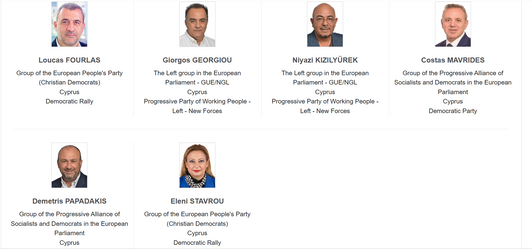 Loucas FOURLAS
Group of the European People's Party
(Christian Democrats)
Cyprus
Democratic Rally
Giorgos GEORGIOU
The Left group in the European
Parliament - GUE/NGL
Cyprus
Progressive Party of Working People -
Left - New Forces
Niyazi KIZILYÜREK
The Left group in the European
Parliament - GUE/NGL
Cyprus
Progressive Party of Working People -
Left - New Forces
Costas MAVRIDES
Group of the Progressive Alliance of
Socialists and Democrats in the European
Parliament
Cyprus
Democratic Party
Demetris PAPADAKIS
Group of the Progressive Alliance of
Socialists and Democrats in the European
Parliament
Cyprus
Eleni STAVROU
Group of the European People's Party
(Christian Democrats)
Cyprus
Democratic Rally